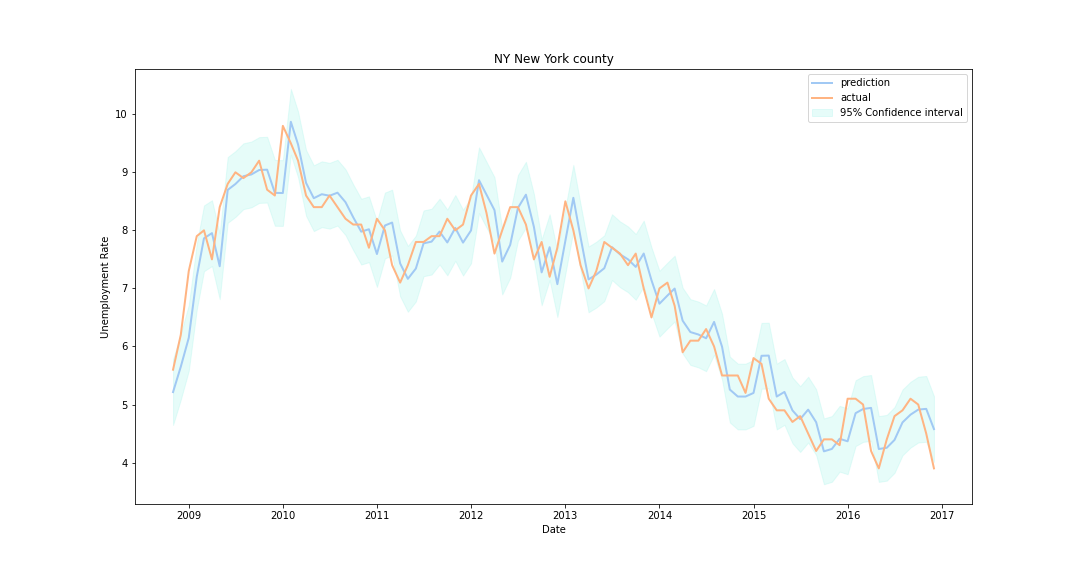 NY New York county
prediction
actual
95% Confidence interval
Unemployment Rate
10
9
8
7
6
5
4
2009 2010 2011 2012 2013 2014 2015 2016 2017
Date